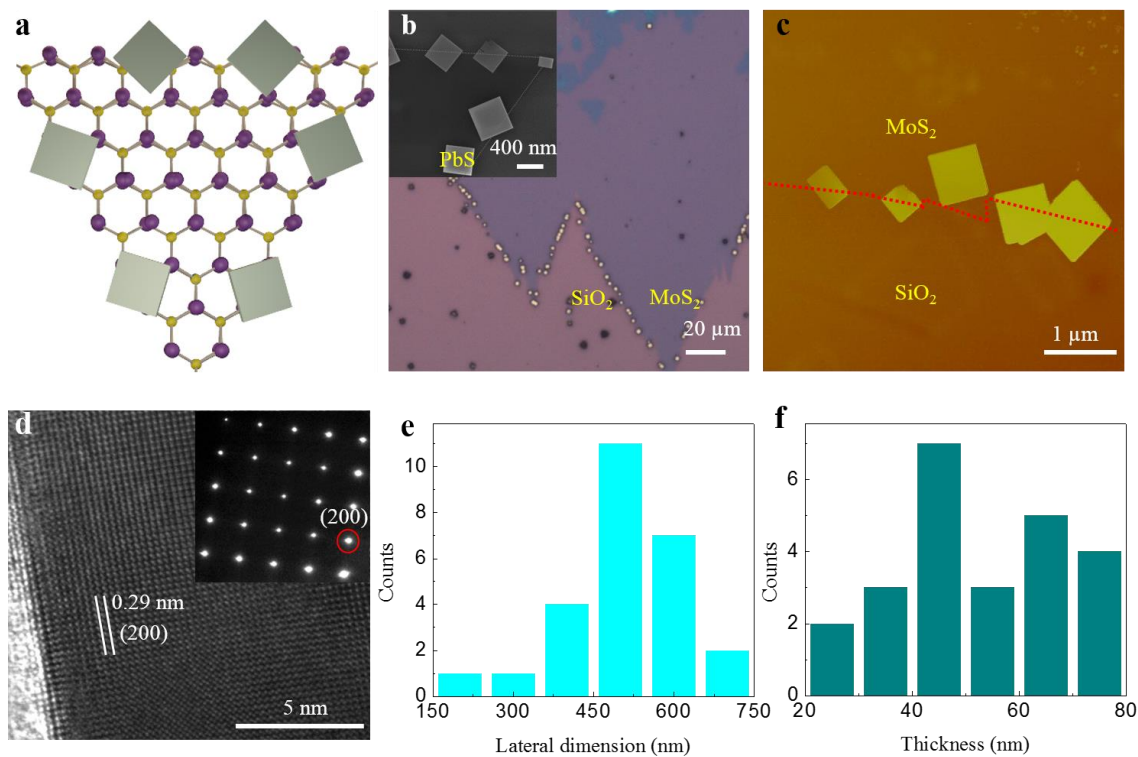 a
b
PbS
400 nm
SiO2
MoS2
20 µm
c
MoS2
SiO2
1 µm
d
(200)
0.29 nm
(200)
5 nm
e
Counts
10
8
6
4
2
0
150 300 450 600 750
Lateral dimension (nm)
f
Counts
6
4
2
0
20 40 60 80
Thickness (nm)